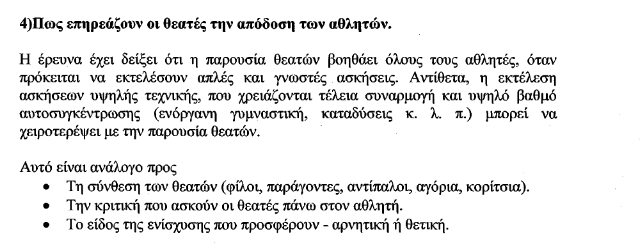 4)Πως επηρεάζουν οι θεατές την απόδοση των αθλητών.
Η έρευνα έχει δείξει ότι η παρουσία θεατών βοηθάει όλους τους αθλητές, όταν
πρόκειται να εκτελέσουν απλές και γνωστές ασκήσεις. Αντίθετα, η εκτέλεση
ασκήσεων υψηλής τεχνικής, που χρειάζονται τέλεια συναρμογή και υψηλό βαθμό
αυτοσυγκέντρωσης (ενόργανη γυμναστική, καταδύσεις κ. λ. π.) μπορεί να
χειροτερέψει με την παρουσία θεατών.
Αυτό είναι ανάλογο προς
• Τη σύνθεση των θεατών (φίλοι, παράγοντες, αντίπαλοι, αγόρια, κορίτσια).
• Την κριτική που ασκούν οι θεατές πάνω στον αθλητή.
• Το είδος της ενίσχυσης που προσφέρουν - αρνητική ή θετική.